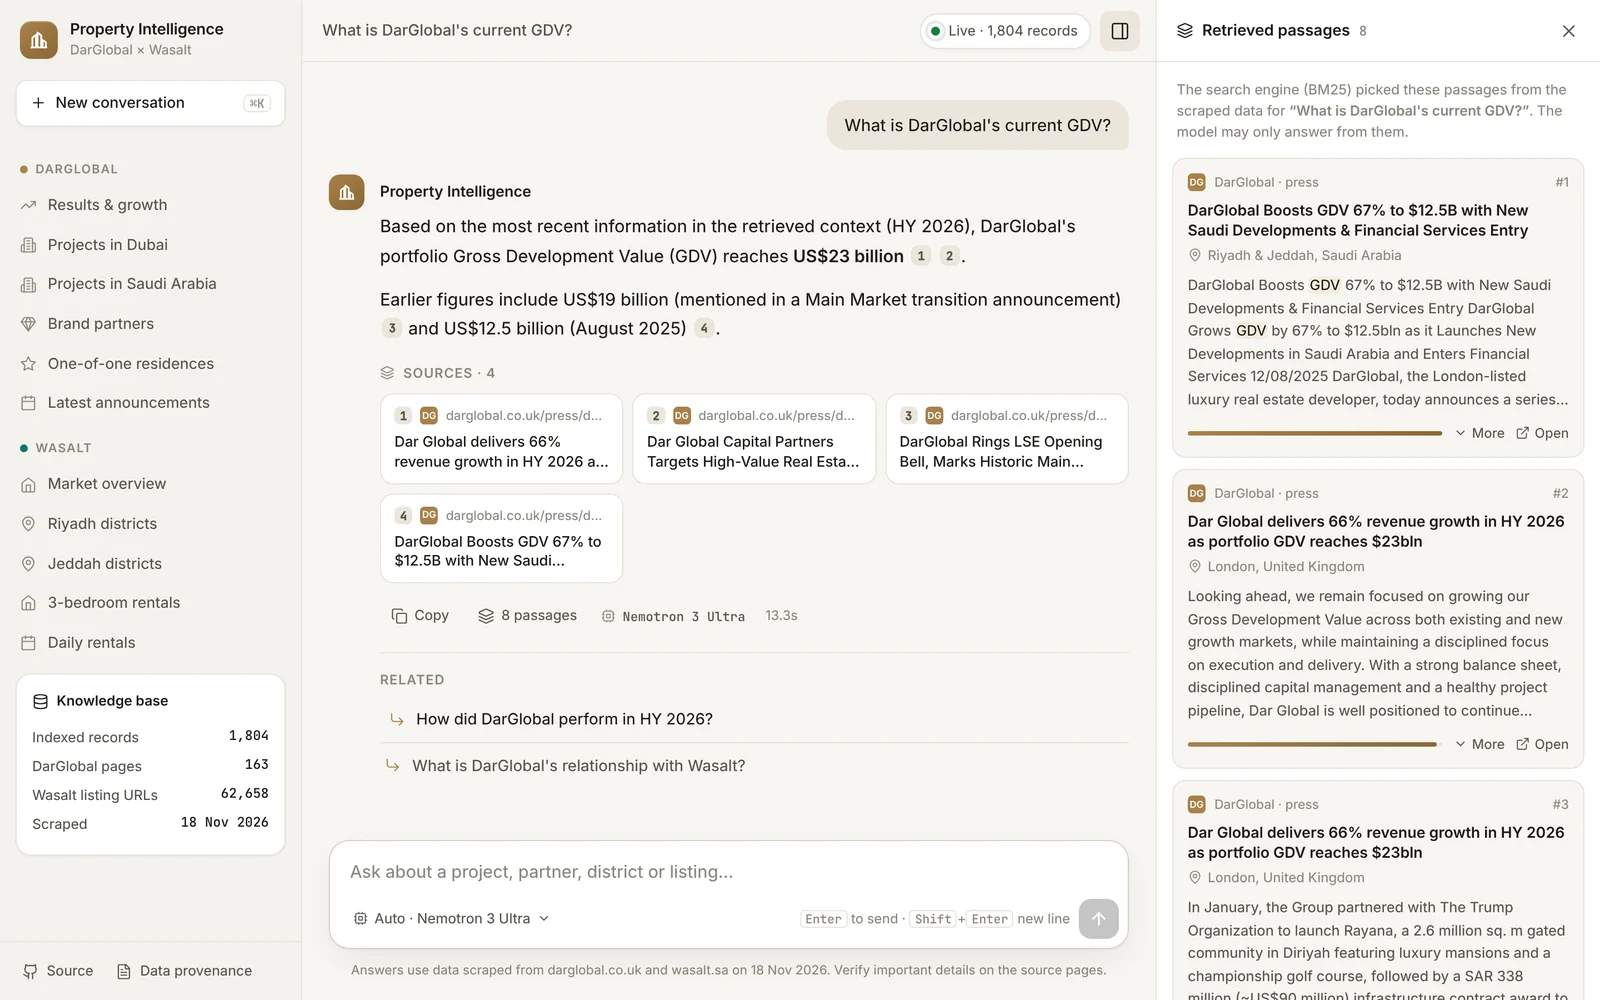 Property Intelligence
DarGlobal × Wasalt
New conversation
⌘K
DARGLOBAL
Results & growth
Projects in Dubai
Projects in Saudi Arabia
Brand partners
One-of-one residences
Latest announcements
WASALT
Market overview
Riyadh districts
Jeddah districts
3-bedroom rentals
Daily rentals
Knowledge base
Indexed records 1,804
DarGlobal pages 163
Wasalt listing URLs 62,658
Scraped 18 Nov 2026
Source
Data provenance
What is DarGlobal's current GDV?
Live · 1,804 records
What is DarGlobal's current GDV?
Property Intelligence
Based on the most recent information in the retrieved context (HY 2026), DarGlobal's
portfolio Gross Development Value (GDV) reaches US$23 billion 1 2 .
Earlier figures include US$19 billion (mentioned in a Main Market transition announcement)
3 and US$12.5 billion (August 2025) 4 .
SOURCES · 4
1 DG darglobal.co.uk/press/d...
Dar Global delivers 66%
revenue growth in HY 2026 a...
2 DG darglobal.co.uk/press/d...
Dar Global Capital Partners
Targets High-Value Real Esta...
3 DG darglobal.co.uk/press/d...
DarGlobal Rings LSE Opening
Bell, Marks Historic Main...
4 DG darglobal.co.uk/press/d...
DarGlobal Boosts GDV 67% to
$12.5B with New Saudi...
Copy
8 passages
Nemotron 3 Ultra
13.3s
RELATED
How did DarGlobal perform in HY 2026?
What is DarGlobal's relationship with Wasalt?
Ask about a project, partner, district or listing...
Auto · Nemotron 3 Ultra
Enter to send · Shift + Enter new line
Answers use data scraped from darglobal.co.uk and wasalt.sa on 18 Nov 2026. Verify important details on the source pages.
Retrieved passages 8
The search engine (BM25) picked these passages from the
scraped data for “What is DarGlobal's current GDV?”. The
model may only answer from them.
DG DarGlobal · press #1
DarGlobal Boosts GDV 67% to $12.5B with New
Saudi Developments & Financial Services Entry
Riyadh & Jeddah, Saudi Arabia
DarGlobal Boosts GDV 67% to $12.5B with New Saudi
Developments & Financial Services Entry DarGlobal
Grows GDV by 67% to $12.5bln as it Launches New
Developments in Saudi Arabia and Enters Financial
Services 12/08/2025 DarGlobal, the London-listed
luxury real estate developer, today announces a series...
More Open
DG DarGlobal · press #2
Dar Global delivers 66% revenue growth in HY 2026
as portfolio GDV reaches $23bln
London, United Kingdom
Looking ahead, we remain focused on growing our
Gross Development Value across both existing and new
growth markets, while maintaining a disciplined focus
on execution and delivery. With a strong balance sheet,
disciplined capital management and a healthy project
pipeline, Dar Global is well positioned to continue...
More Open
DG DarGlobal · press #3
Dar Global delivers 66% revenue growth in HY 2026
as portfolio GDV reaches $23bln
London, United Kingdom
In January, the Group partnered with The Trump
Organization to launch Rayana, a 2.6 million sq. m gated
community in Diriyah featuring luxury mansions and a
championship golf course, followed by a SAR 338
million (~US$90 million) infrastructure contract award to